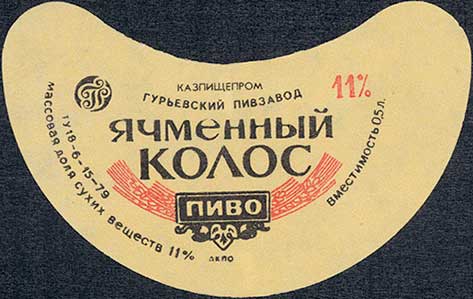 КАЗПИЩЕПРОМ
ГУРЬЕВСКИЙ ПИВЗАВОД
11%
ЯЧМЕННЫЙ
КОЛОС
ПИВО
ТУ18-6-15-79
массовая доля сухих веществ 11%
вместимость 0,5 л.
ДКПО